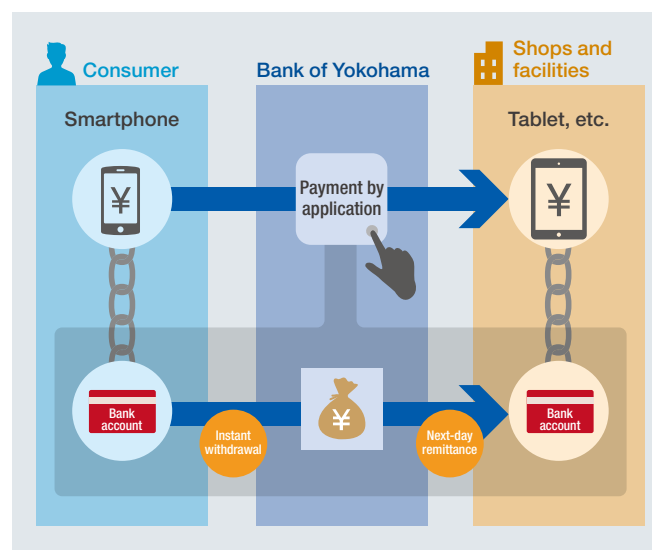 Consumer
Bank of Yokohama
Shops and
facilities
Smartphone
Tablet, etc.
¥
Payment by
application
¥
Bank
account
Instant
withdrawal
¥
Next-day
remittance
Bank
account